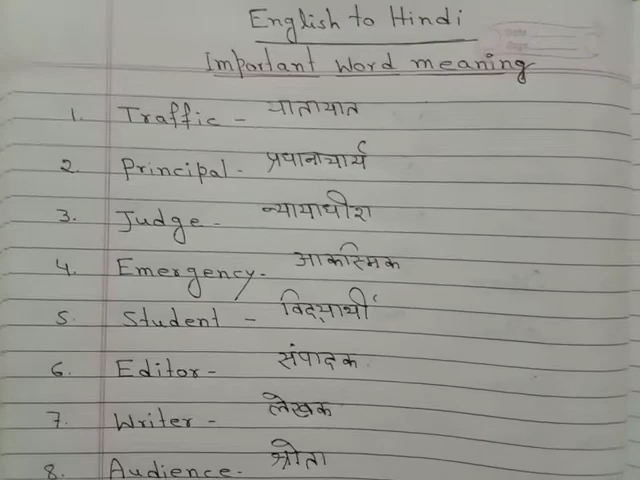 English to Hindi
Important Word meaning
1. Traffic - यातायात
2. Principal - प्रधानाचार्य
3. Judge - न्यायाधीश
4. Emergency - आकस्मिक
5. Student - विद्यार्थी
6. Editor - संपादक
7. Writer - लेखक
8. Audience - श्रोता